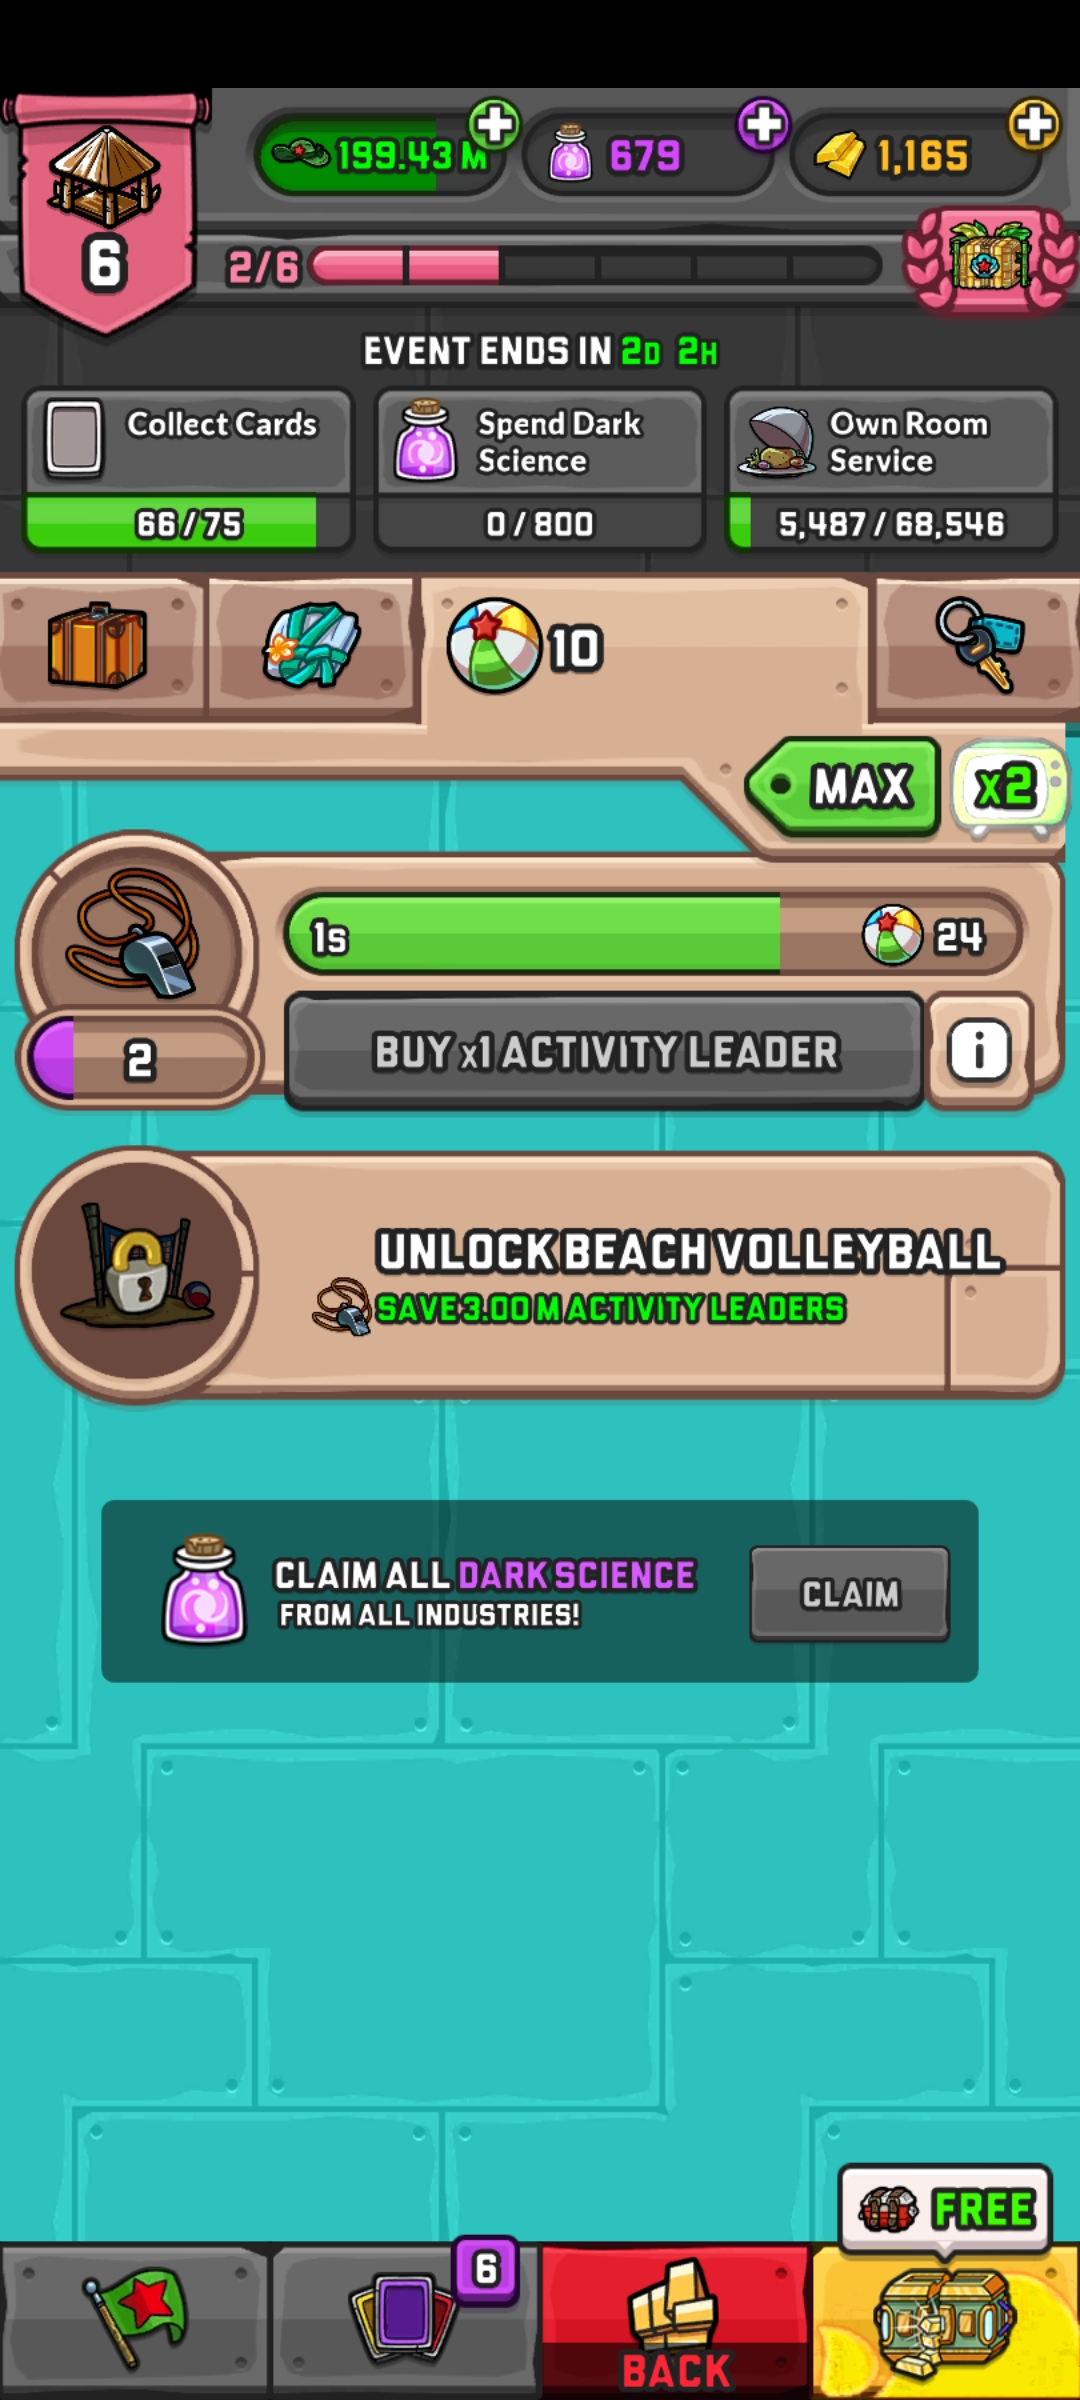 199.43 M
679
1,165
6
2/6
EVENT ENDS IN 2D 2H
Collect Cards
66/75
Spend Dark
Science
0/800
Own Room
Service
5,487/68,546
10
MAX
x2
1s
24
2
BUY x1 ACTIVITY LEADER
i
UNLOCK BEACH VOLLEYBALL
SAVE 3.00 M ACTIVITY LEADERS
CLAIM ALL DARK SCIENCE
FROM ALL INDUSTRIES!
CLAIM
FREE
6
BACK